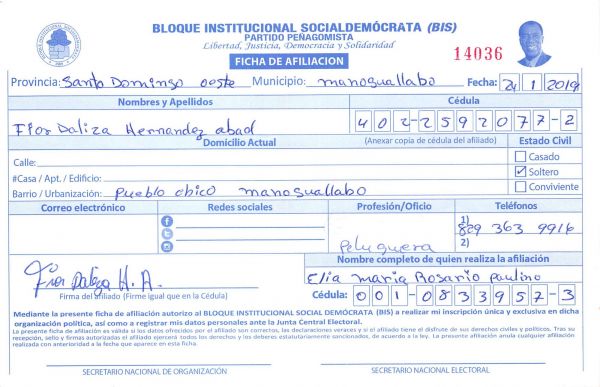 BLOQUE INSTITUCIONAL SOCIALDEMÓCRATA (BIS)
PARTIDO PEÑAGOMISTA
Libertad, Justicia, Democracia y Solidaridad
FICHA DE AFILIACION
14036
Provincia: Santo Domingo oeste Municipio: manoguallabo Fecha: 24 1 2019
Nombres y Apellidos Cédula
Flor Daliza Hernandez abad 402-2592077-2
Domicilio Actual (Anexar copia de cédula del afiliado) Estado Civil
Calle: Casado
#Casa / Apt. / Edificio: Soltero
Barrio / Urbanización: Pueblo chico manoguallabo Conviviente
Correo electrónico Redes sociales Profesión/Oficio Teléfonos
1) 829 363 9916
Peluquera 2)
Nombre completo de quien realiza la afiliación
Flor Daliza H. A. Elia maria Rosario paulino
Firma del afiliado (Firme igual que en la Cédula) Cédula: 001-0833957-3
Mediante la presente ficha de afiliación autorizo al BLOQUE INSTITUCIONAL SOCIAL DEMÓCRATA (BIS) a realizar mi inscripción única y exclusiva en dicha
organización política, así como a registrar mis datos personales ante la Junta Central Electoral.
La presente ficha de afiliación es válida si los datos ofrecidos por el afiliado son correctos, las declaraciones veraces y si el afiliado tiene el disfrute de sus derechos civiles y políticos. Tras su
recepción, sello y firmas autorizadas el afiliado ejercerá todos los derechos y los deberes estatutariamente sancionados, de acuerdo a la ley. La presente afiliación anula cualquier afiliación
realizada con anterioridad a la fecha que aparece en esta ficha.
SECRETARIO NACIONAL DE ORGANIZACIÓN SECRETARIO NACIONAL ELECTORAL